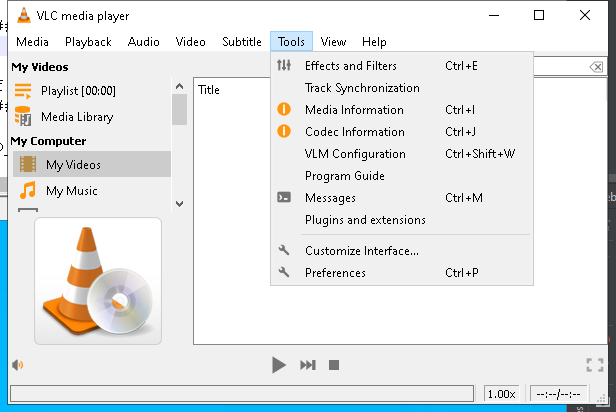 VLC media player
Media Playback Audio Video Subtitle Tools View Help
My Videos
Playlist [00:00]
Media Library
My Computer
My Videos
My Music
Title
Effects and Filters Ctrl+E
Track Synchronization
Media Information Ctrl+I
Codec Information Ctrl+J
VLM Configuration Ctrl+Shift+W
Program Guide
Messages Ctrl+M
Plugins and extensions
Customize Interface...
Preferences Ctrl+P
1.00x --:--/--:--